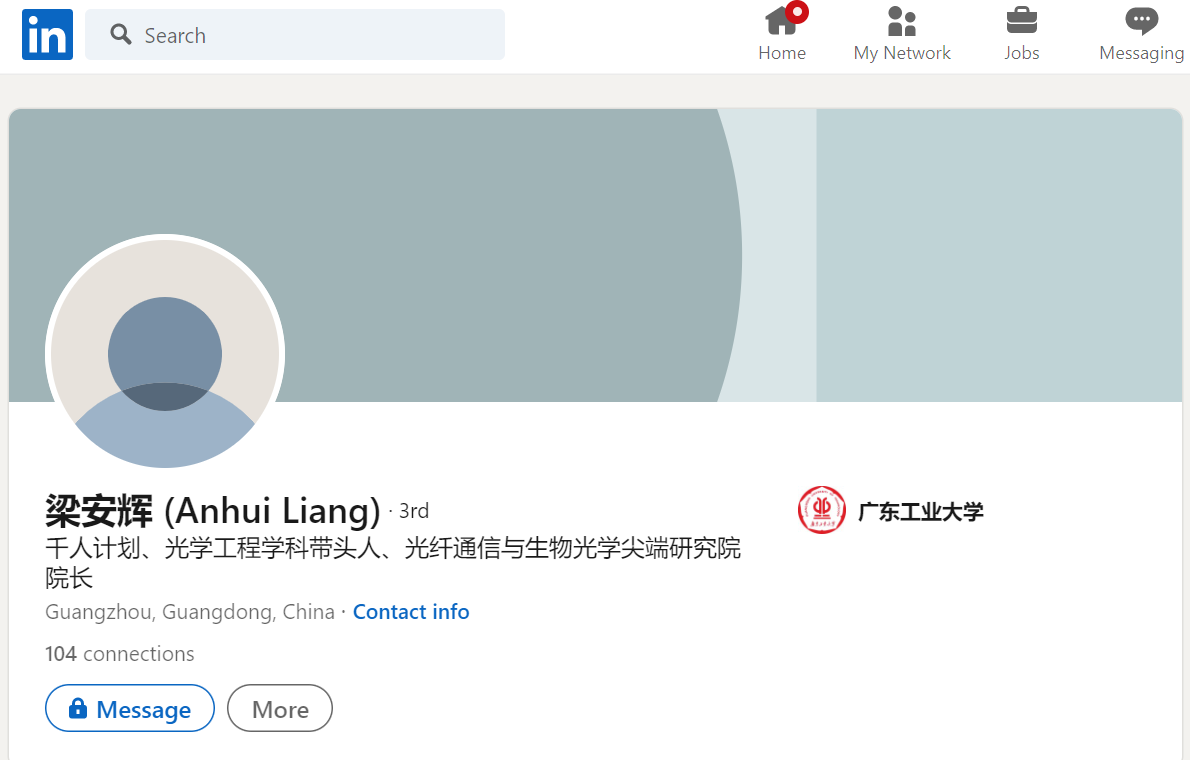 in
Search
Home
My Network
Jobs
Messaging
梁安辉 (Anhui Liang) · 3rd
广东工业大学
千人计划、光学工程学科带头人、光纤通信与生物光学尖端研究院
院长
Guangzhou, Guangdong, China · Contact info
104 connections
Message
More